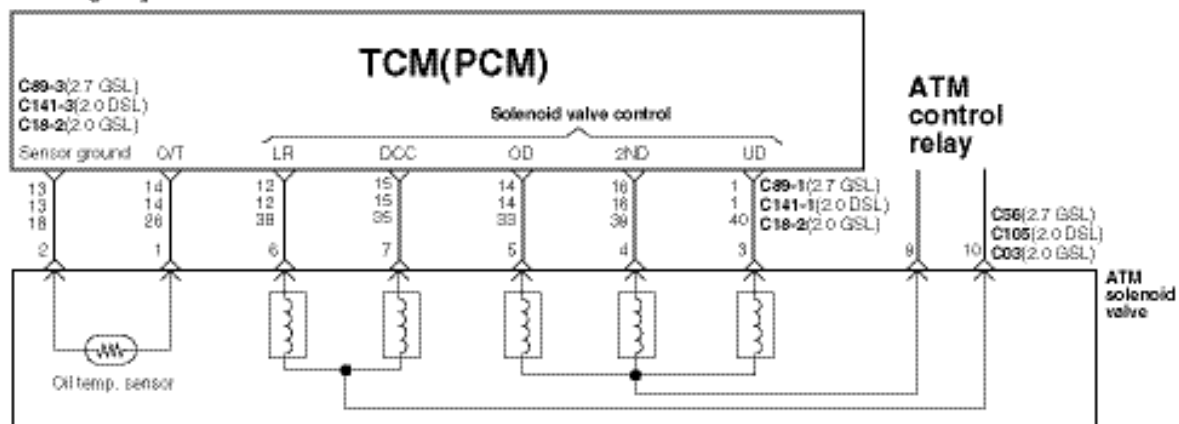 TCM(PCM)
C89-3(2.7 GSL)
C141-3(2.0 DSL)
C18-2(2.0 GSL)
Solenoid valve control
ATM
control
relay
Sensor ground O/T LR DCC OD 2ND UD
13 14 12 15 14 16 1 C89-1(2.7 GSL)
13 14 12 15 14 16 1 C141-1(2.0 DSL)
18 26 38 35 33 39 40 C18-2(2.0 GSL)
C56(2.7 GSL)
C105(2.0 DSL)
2 1 6 7 5 4 3 9 10 C03(2.0 GSL)
ATM
solenoid
valve
Oil temp. sensor